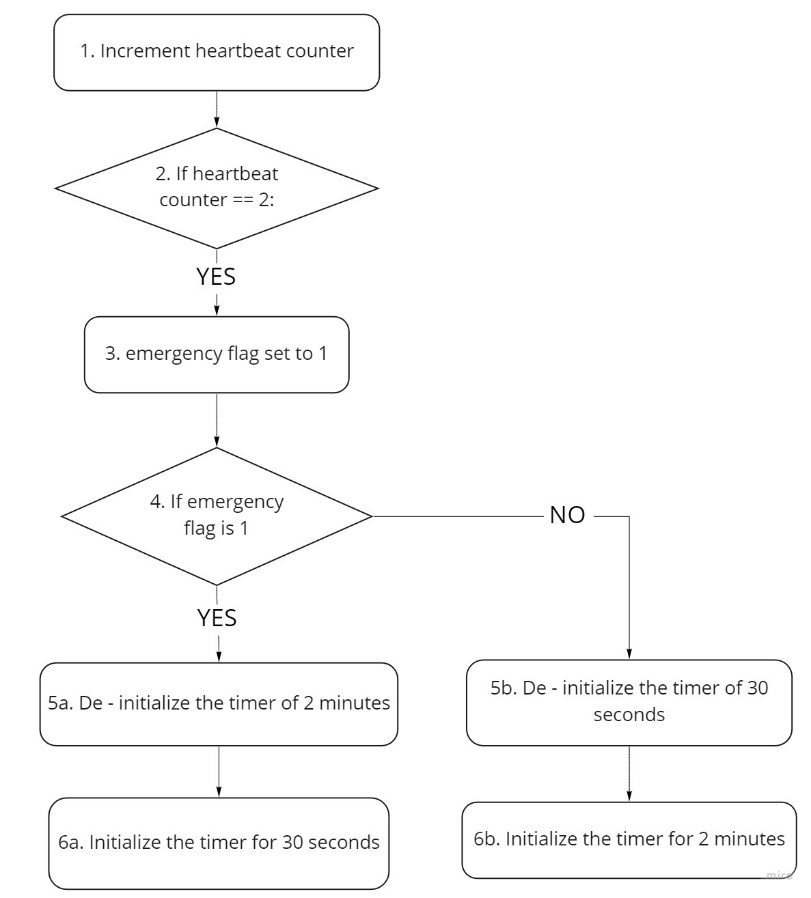 1. Increment heartbeat counter
2. If heartbeat
counter == 2:
YES
3. emergency flag set to 1
4. If emergency
flag is 1
NO
YES
5a. De - initialize the timer of 2 minutes
5b. De - initialize the timer of 30
seconds
6a. Initialize the timer for 30 seconds
6b. Initialize the timer for 2 minutes
miro